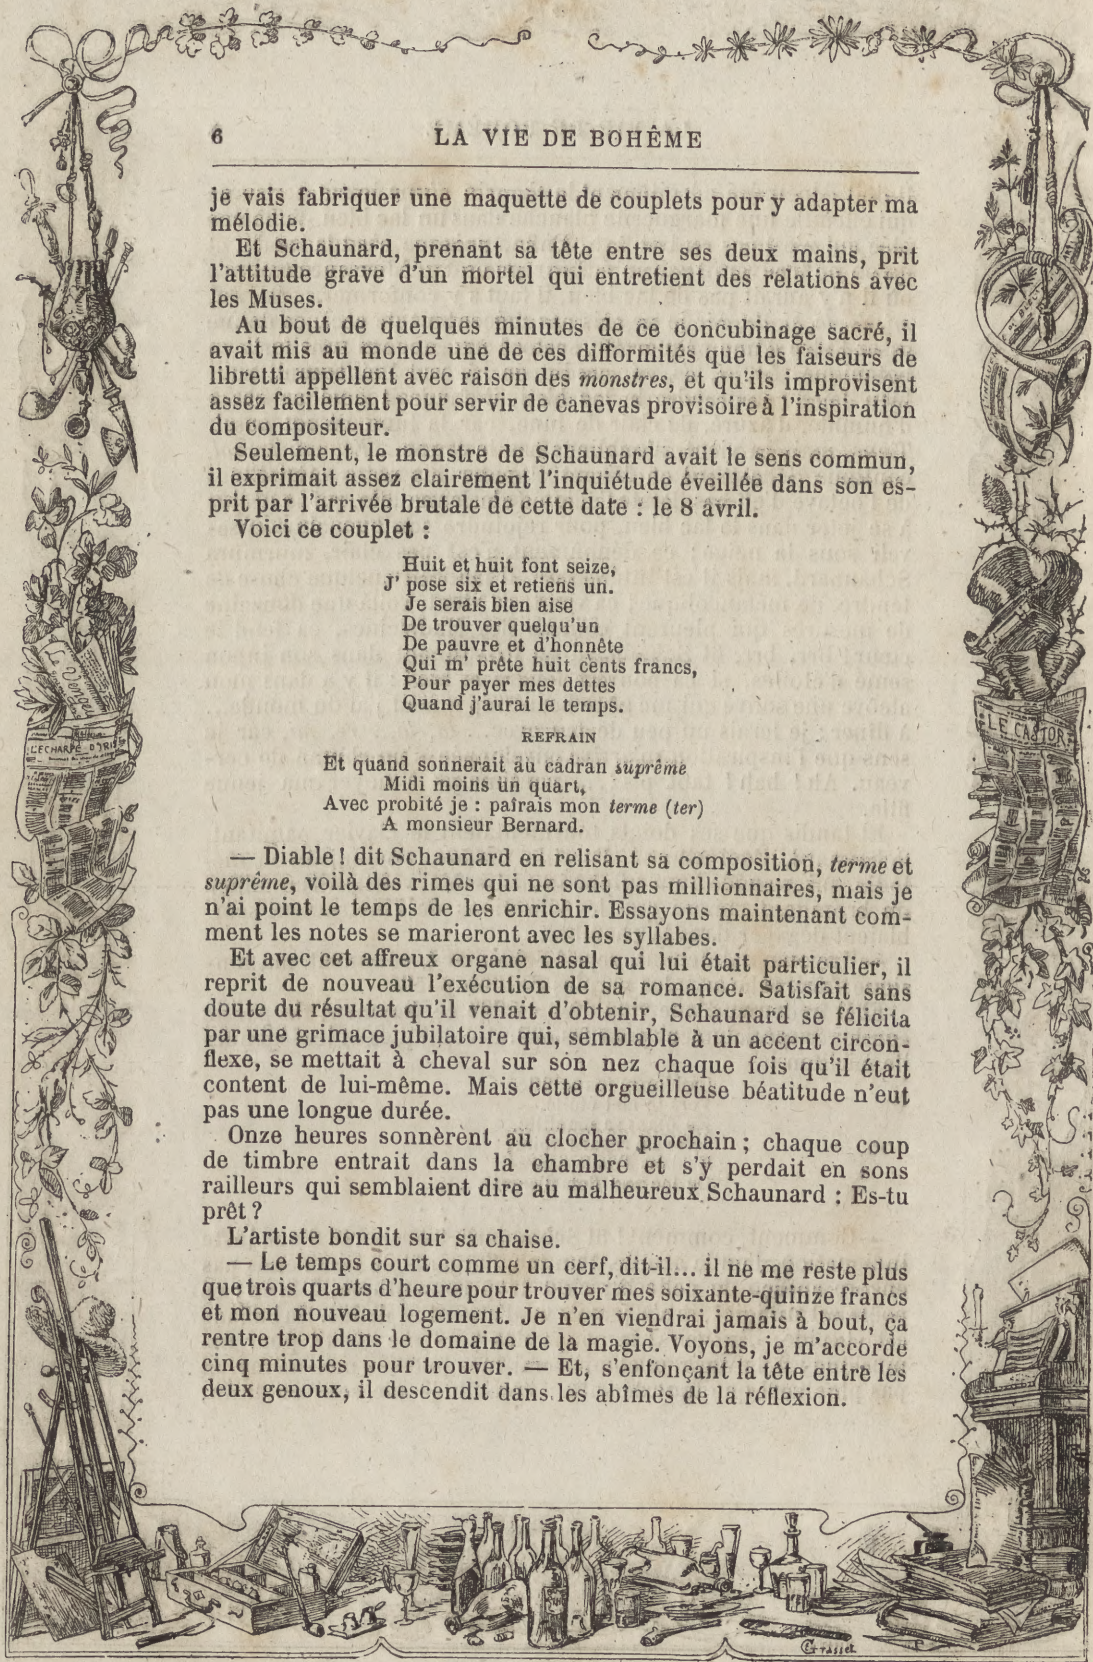 6 LA VIE DE BOHÊME
je vais fabriquer une maquette de couplets pour y adapter ma
mélodie.
Et Schaunard, prenant sa tête entre ses deux mains, prit
l'attitude grave d'un mortel qui entretient des relations avec
les Muses.
Au bout de quelques minutes de ce concubinage sacré, il
avait mis au monde une de ces difformités que les faiseurs de
libretti appellent avec raison des monstres, et qu'ils improvisent
assez facilement pour servir de canevas provisoire à l'inspiration
du compositeur.
Seulement, le monstre de Schaunard avait le sens commun,
il exprimait assez clairement l'inquiétude éveillée dans son es-
prit par l'arrivée brutale de cette date : le 8 avril.
Voici ce couplet :
Huit et huit font seize,
J' pose six et retiens un.
Je serais bien aise
De trouver quelqu'un
De pauvre et d'honnête
Qui m' prête huit cents francs,
Pour payer mes dettes
Quand j'aurai le temps.
REFRAIN
Et quand sonnerait au cadran suprême
Midi moins un quart,
Avec probité je : paîrais mon terme (ter)
A monsieur Bernard.
— Diable ! dit Schaunard en relisant sa composition, terme et
suprême, voilà des rimes qui ne sont pas millionnaires, mais je
n'ai point le temps de les enrichir. Essayons maintenant com-
ment les notes se marieront avec les syllabes.
Et avec cet affreux organe nasal qui lui était particulier, il
reprit de nouveau l'exécution de sa romance. Satisfait sans
doute du résultat qu'il venait d'obtenir, Schaunard se félicita
par une grimace jubilatoire qui, semblable à un accent circon-
flexe, se mettait à cheval sur son nez chaque fois qu'il était
content de lui-même. Mais cette orgueilleuse béatitude n'eut
pas une longue durée.
Onze heures sonnèrent au clocher prochain ; chaque coup
de timbre entrait dans la chambre et s'y perdait en sons
railleurs qui semblaient dire au malheureux Schaunard : Es-tu
prêt ?
L'artiste bondit sur sa chaise.
— Le temps court comme un cerf, dit-il... il ne me reste plus
que trois quarts d'heure pour trouver mes soixante-quinze francs
et mon nouveau logement. Je n'en viendrai jamais à bout, ça
rentre trop dans le domaine de la magie. Voyons, je m'accorde
cinq minutes pour trouver. — Et, s'enfonçant la tête entre les
deux genoux, il descendit dans les abîmes de la réflexion.
L'ECHARPE D'IRIS
LE CASTOR
Grasset